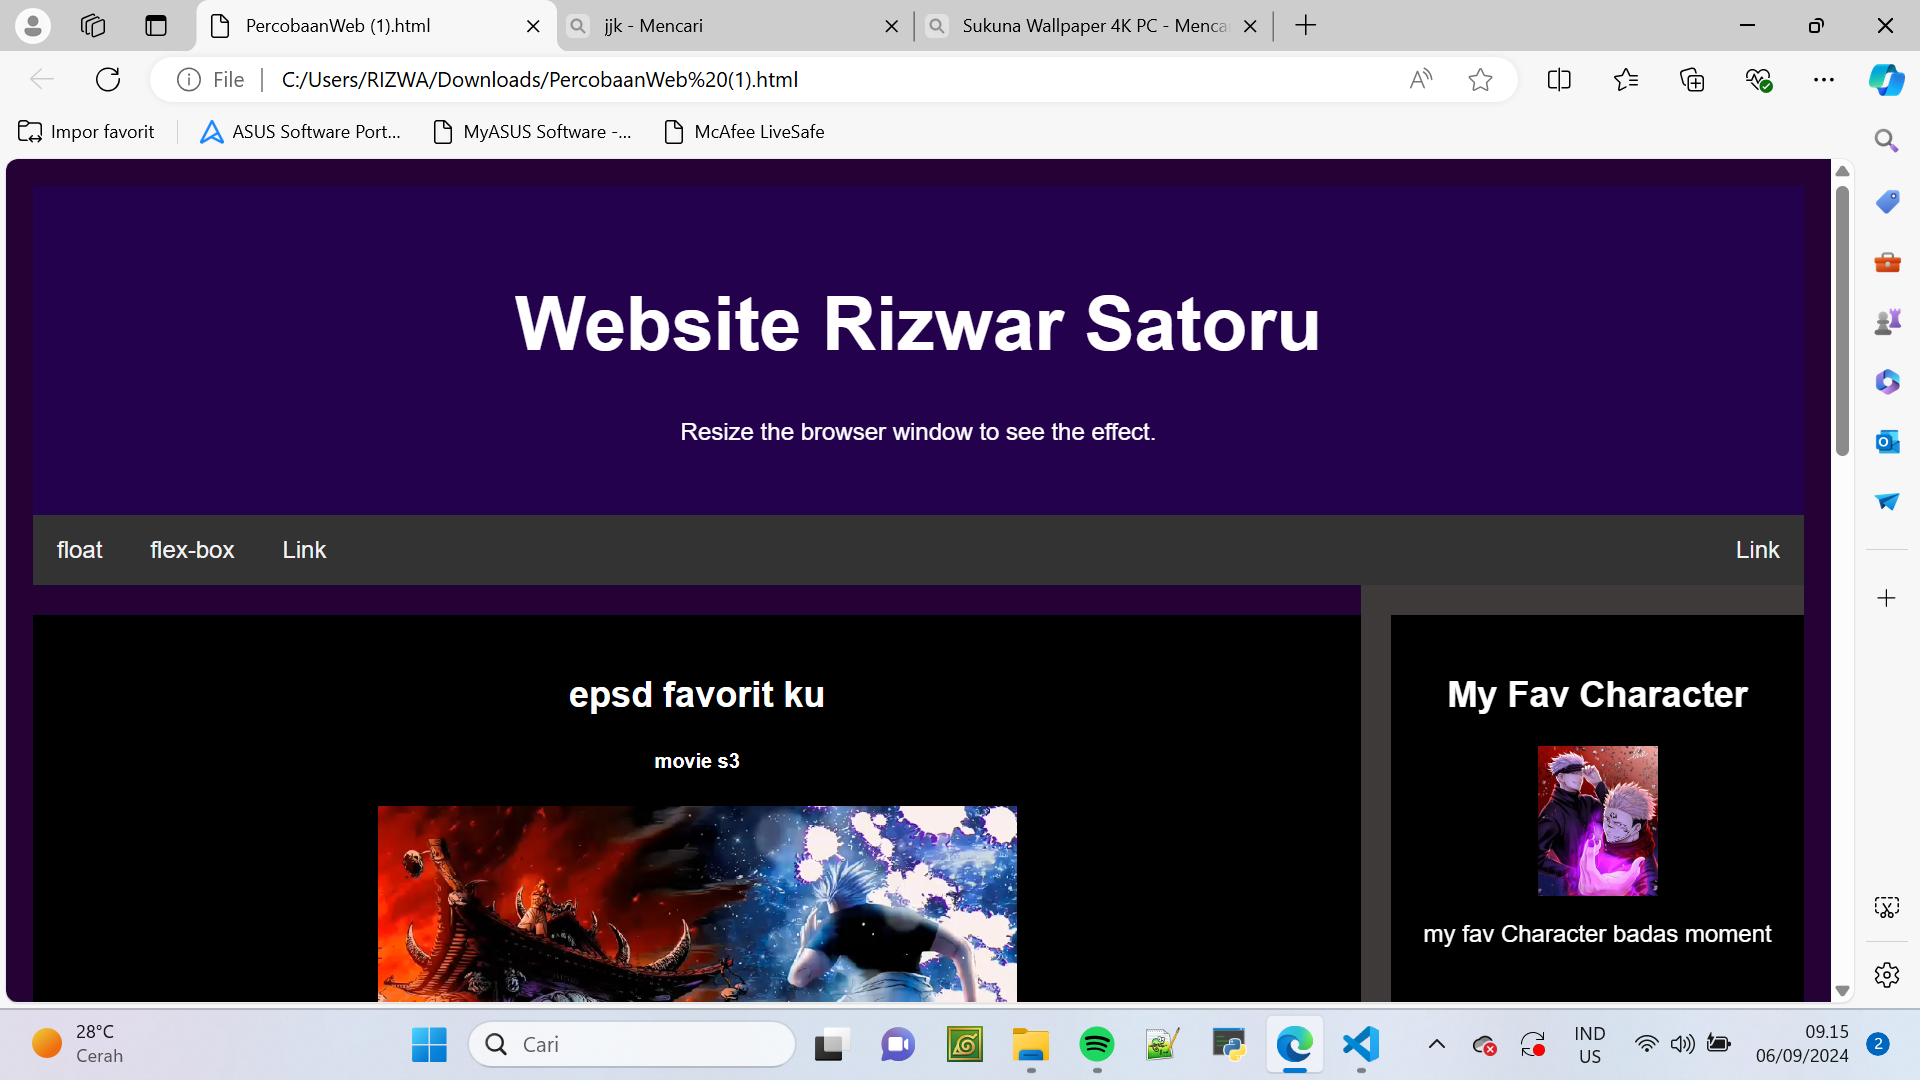 PercobaanWeb (1).html
jjk - Mencari
Sukuna Wallpaper 4K PC - Menca
File
C:/Users/RIZWA/Downloads/PercobaanWeb%20(1).html
Impor favorit
ASUS Software Port...
MyASUS Software -...
McAfee LiveSafe
Website Rizwar Satoru
Resize the browser window to see the effect.
float
flex-box
Link
Link
epsd favorit ku
My Fav Character
movie s3
my fav Character badas moment
28°C
Cerah
Cari
IND
US
09.15
06/09/2024
2